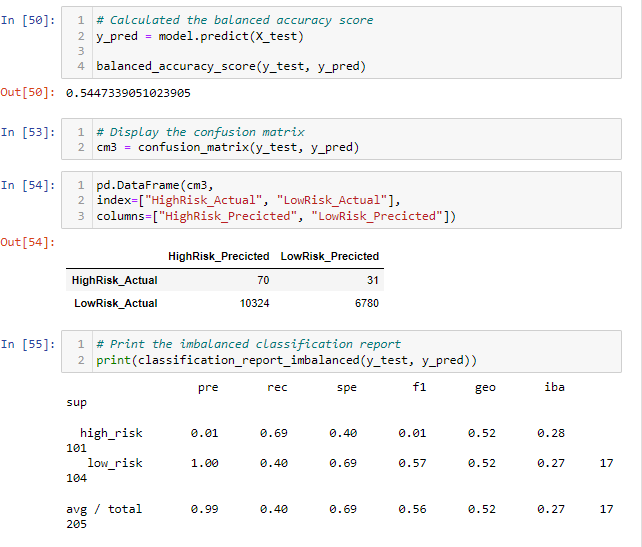 In [50]:
1 # Calculated the balanced accuracy score
2 y_pred = model.predict(X_test)
3
4 balanced_accuracy_score(y_test, y_pred)
Out[50]: 0.5447339051023905
In [53]:
1 # Display the confusion matrix
2 cm3 = confusion_matrix(y_test, y_pred)
In [54]:
1 pd.DataFrame(cm3,
2 index=["HighRisk_Actual", "LowRisk_Actual"],
3 columns=["HighRisk_Precicted", "LowRisk_Precicted"])
Out[54]:
HighRisk_Precicted LowRisk_Precicted
HighRisk_Actual 70 31
LowRisk_Actual 10324 6780
In [55]:
1 # Print the imbalanced classification report
2 print(classification_report_imbalanced(y_test, y_pred))
pre rec spe f1 geo iba
sup
high_risk 0.01 0.69 0.40 0.01 0.52 0.28
101
low_risk 1.00 0.40 0.69 0.57 0.52 0.27 17
104
avg / total 0.99 0.40 0.69 0.56 0.52 0.27 17
205